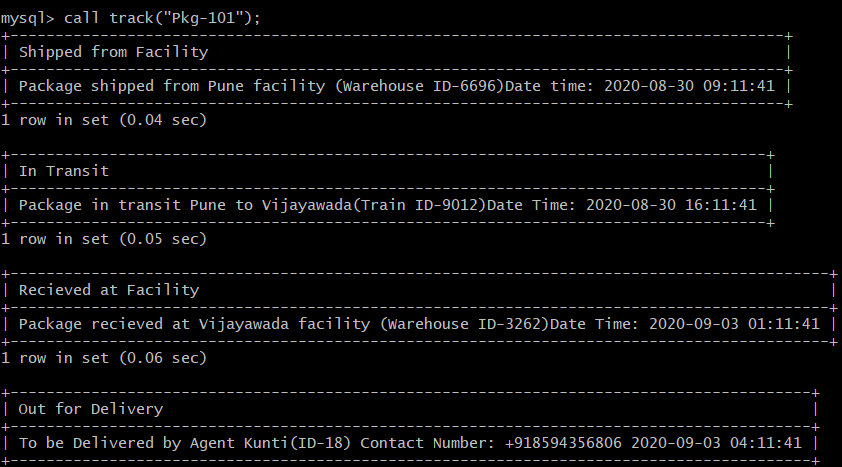 mysql> call track("Pkg-101");
+--------------------------------------------------------------------------------------+
| Shipped from Facility |
+--------------------------------------------------------------------------------------+
| Package shipped from Pune facility (Warehouse ID-6696)Date time: 2020-08-30 09:11:41 |
+--------------------------------------------------------------------------------------+
1 row in set (0.04 sec)
+------------------------------------------------------------------------------------+
| In Transit |
+------------------------------------------------------------------------------------+
| Package in transit Pune to Vijayawada(Train ID-9012)Date Time: 2020-08-30 16:11:41 |
+------------------------------------------------------------------------------------+
1 row in set (0.05 sec)
+-------------------------------------------------------------------------------------------+
| Recieved at Facility |
+-------------------------------------------------------------------------------------------+
| Package recieved at Vijayawada facility (Warehouse ID-3262)Date Time: 2020-09-03 01:11:41 |
+-------------------------------------------------------------------------------------------+
1 row in set (0.06 sec)
+-----------------------------------------------------------------------------------------+
| Out for Delivery |
+-----------------------------------------------------------------------------------------+
| To be Delivered by Agent Kunti(ID-18) Contact Number: +918594356806 2020-09-03 04:11:41 |
+-----------------------------------------------------------------------------------------+